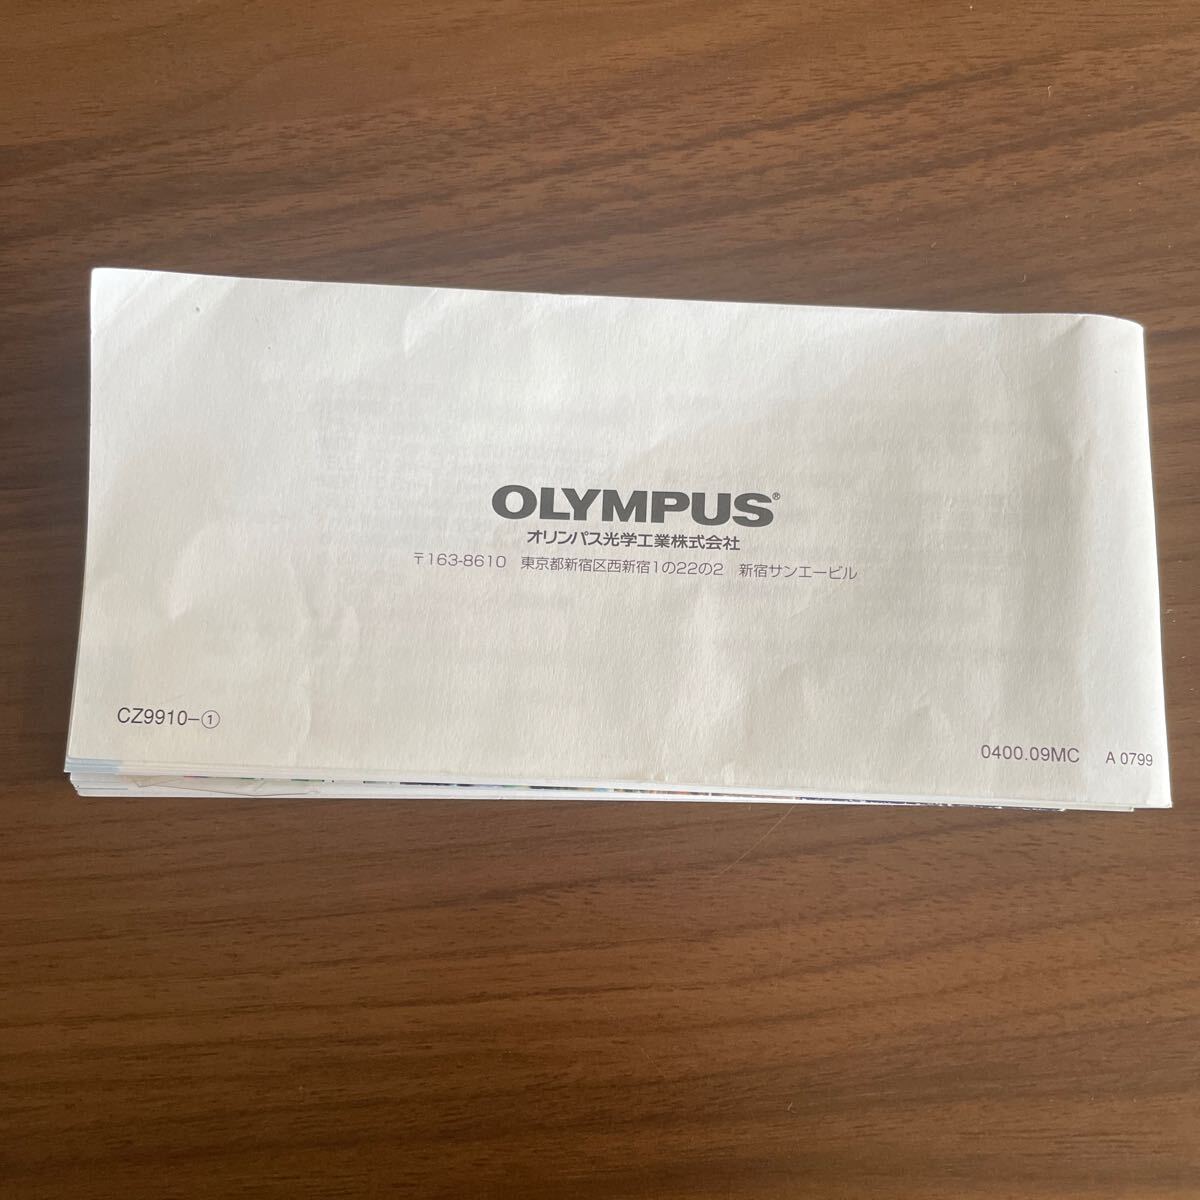 OLYMPUS®
オリンパス光学工業株式会社
〒163-8610 東京都新宿区西新宿1の22の2 新宿サンエービル
CZ9910-①
0400.09MC A 0799